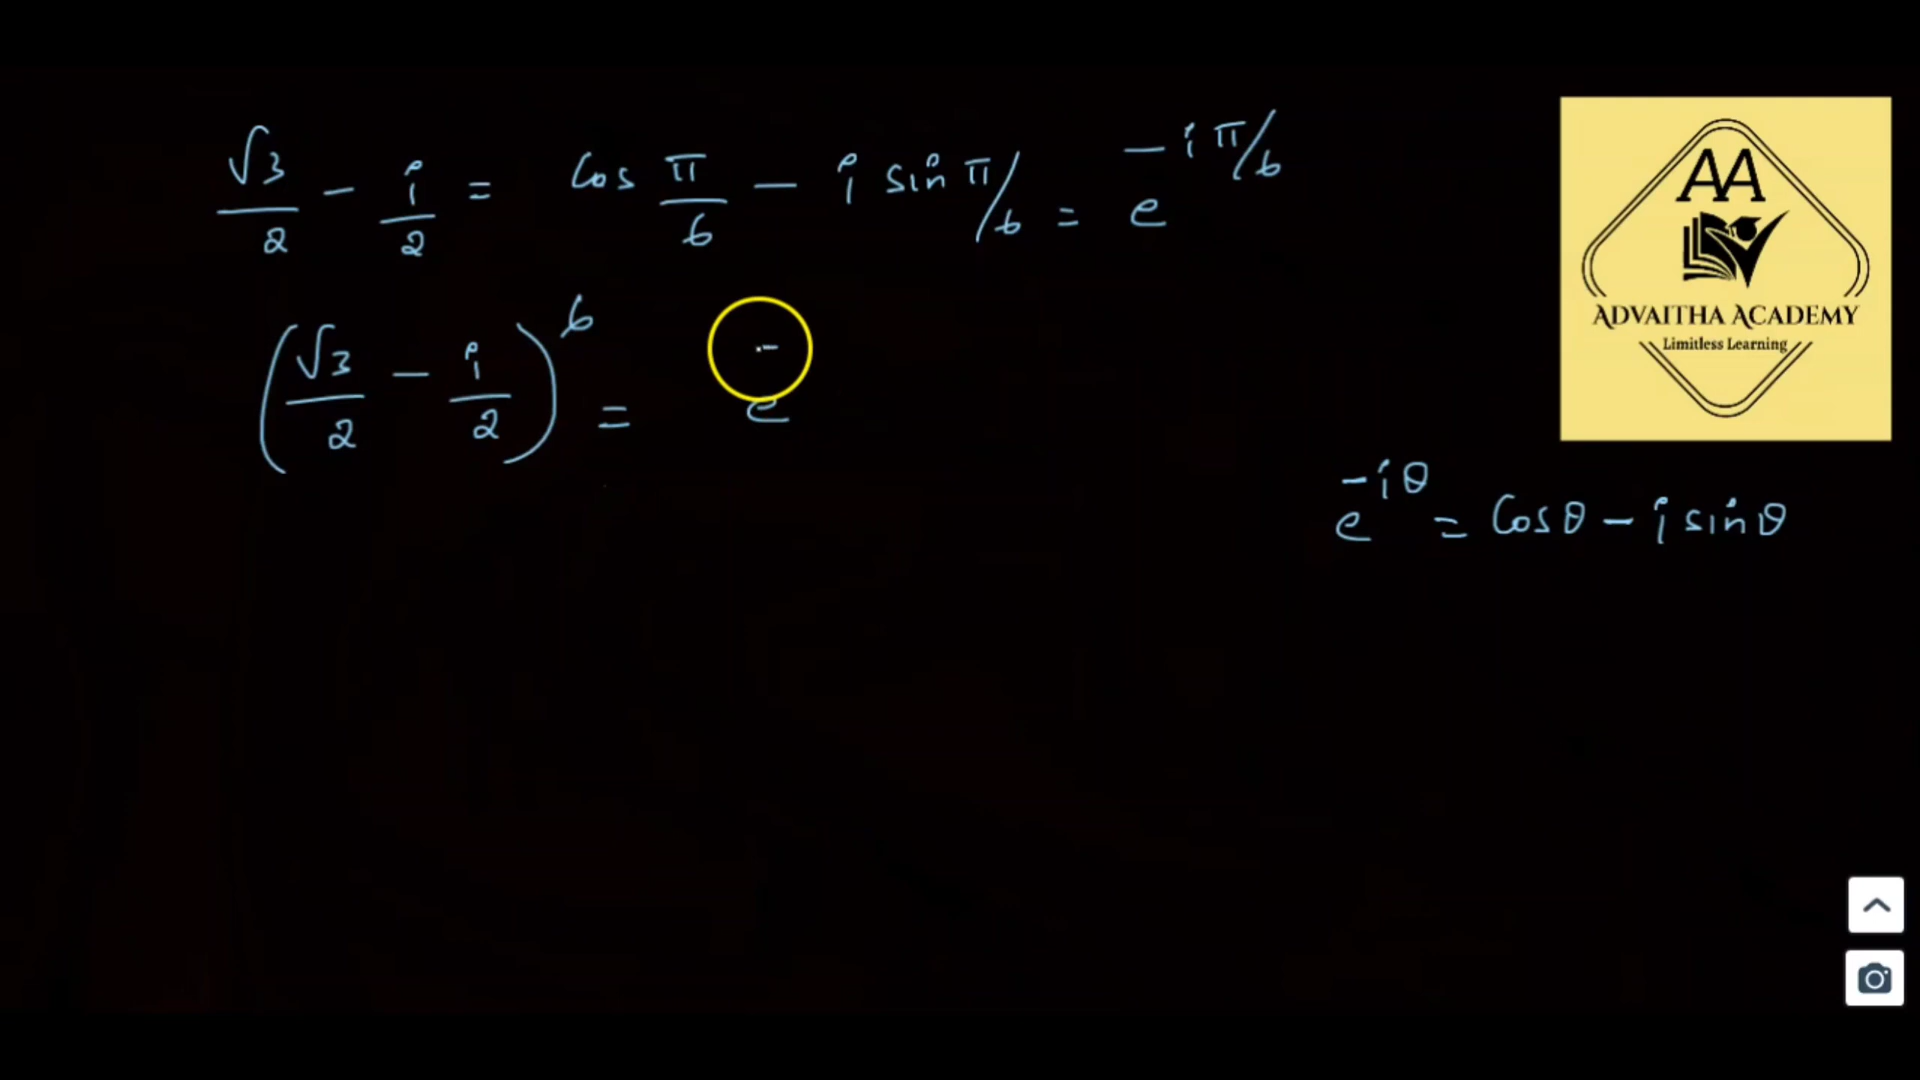 √3/2 - i/2 = Cos π/6 - i sin π/6 = e^(-iπ/6)
(√3/2 - i/2)^6 = e^-
e^(-iθ) = Cosθ - i sinθ
AA
ADVAITHA ACADEMY
Limitless Learning